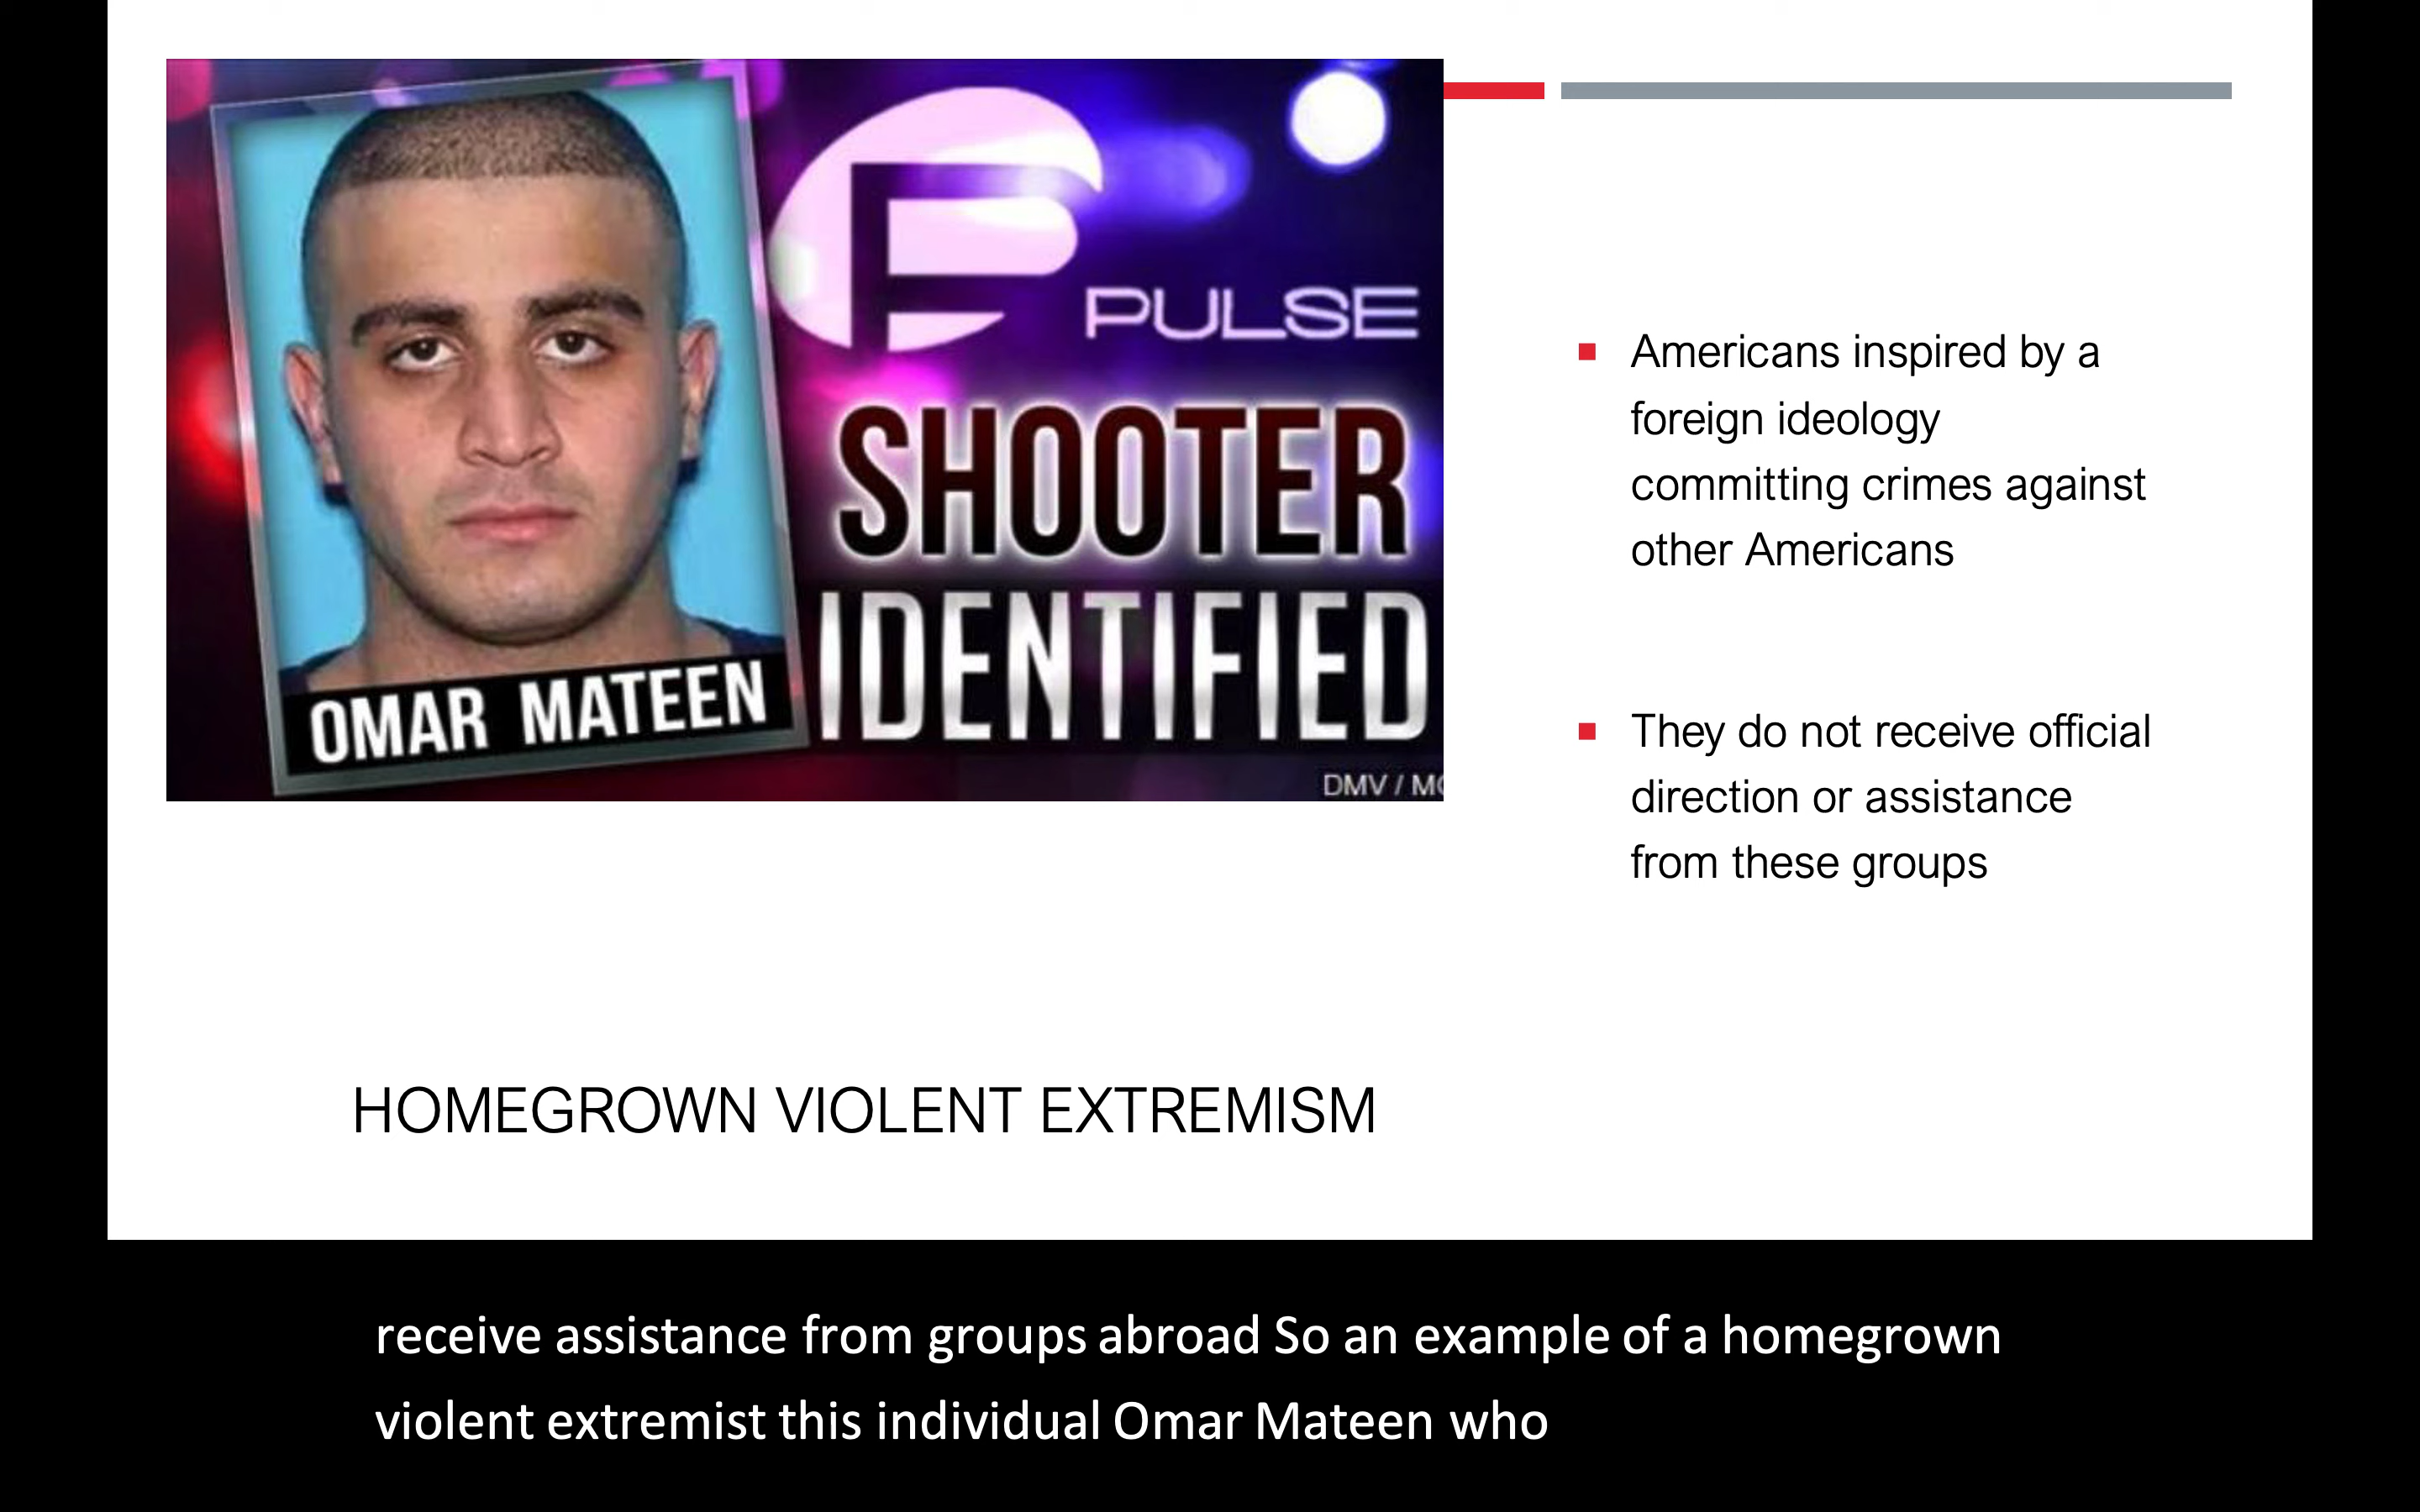 PULSE
SHOOTER
IDENTIFIED
OMAR MATEEN
DMV /
■ Americans inspired by a
foreign ideology
committing crimes against
other Americans
■ They do not receive official
direction or assistance
from these groups
HOMEGROWN VIOLENT EXTREMISM
receive assistance from groups abroad So an example of a homegrown
violent extremist this individual Omar Mateen who